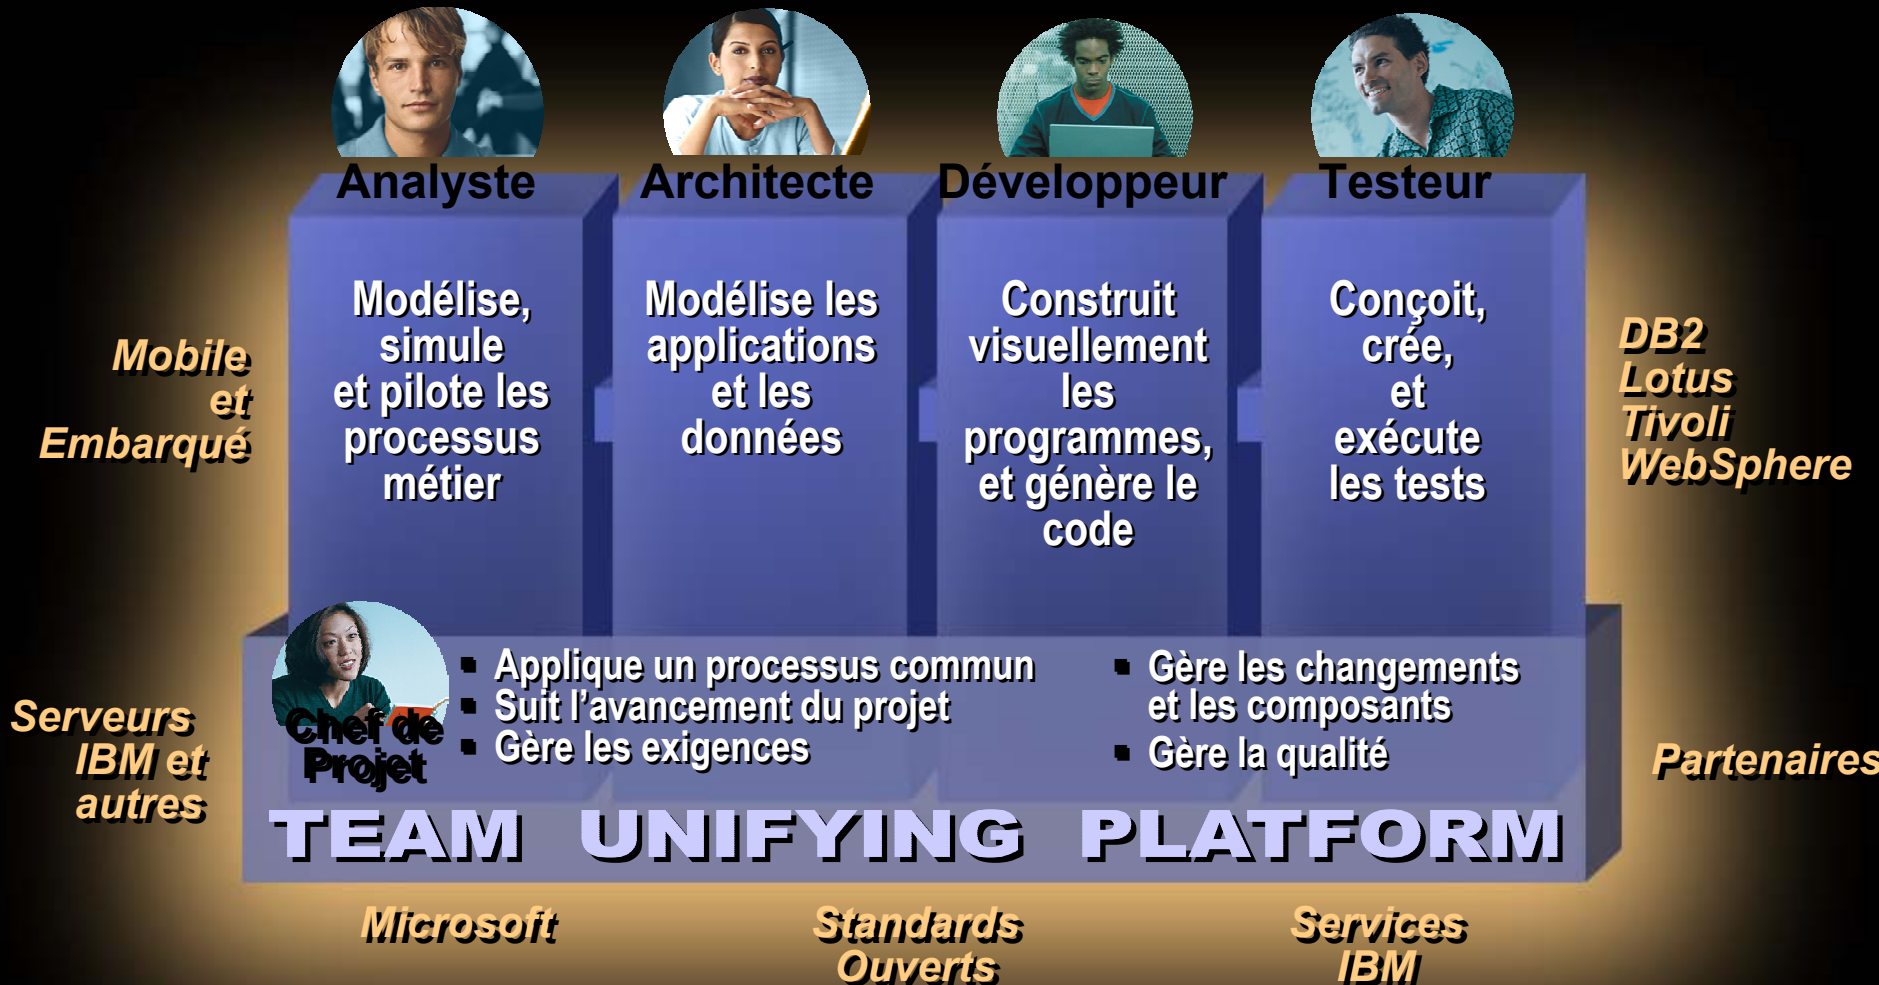 Analyste
Architecte
Développeur
Testeur
Modélise,
simule
et pilote les
processus
métier
Modélise les
applications
et les
données
Construit
visuellement
les
programmes,
et génère le
code
Conçoit,
crée,
et
exécute
les tests
Mobile
et
Embarqué
DB2
Lotus
Tivoli
WebSphere
Chef de
Projet
Applique un processus commun
Suit l’avancement du projet
Gère les exigences
Gère les changements
et les composants
Gère la qualité
Serveurs
IBM et
autres
Partenaires
TEAM UNIFYING PLATFORM
Microsoft
Standards
Ouverts
Services
IBM